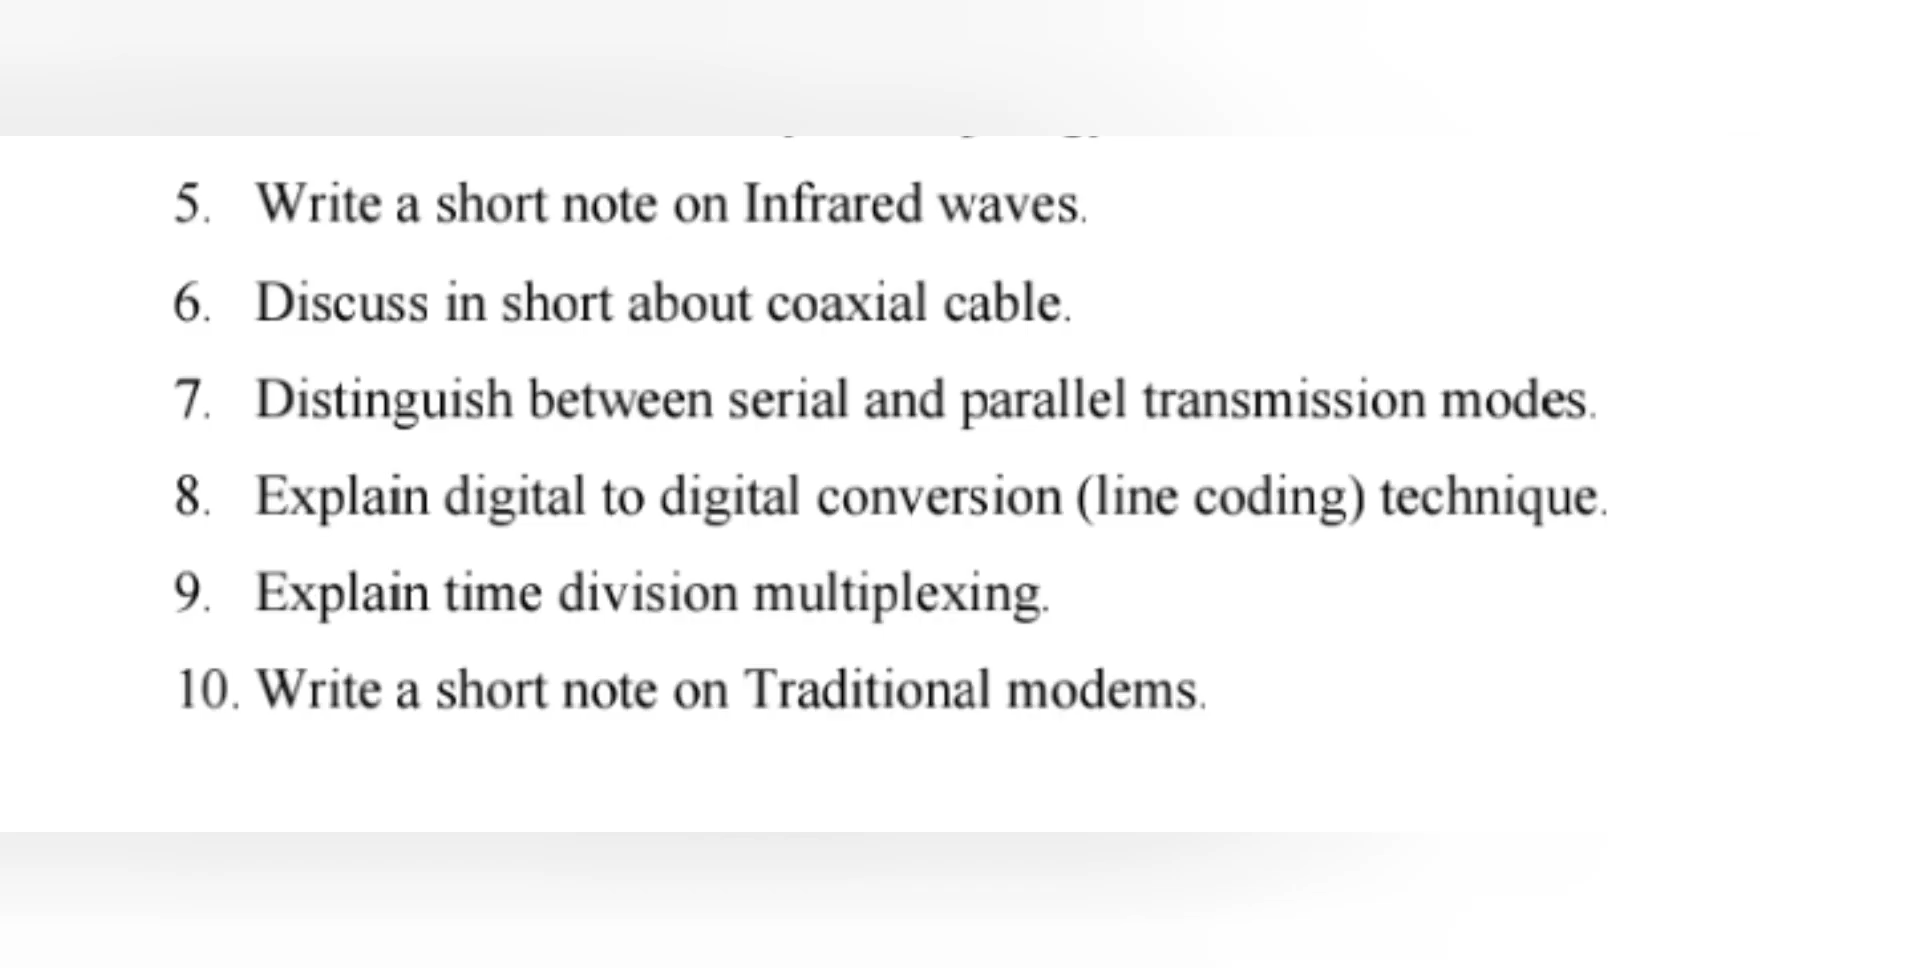 5. Write a short note on Infrared waves.
6. Discuss in short about coaxial cable.
7. Distinguish between serial and parallel transmission modes.
8. Explain digital to digital conversion (line coding) technique.
9. Explain time division multiplexing.
10. Write a short note on Traditional modems.